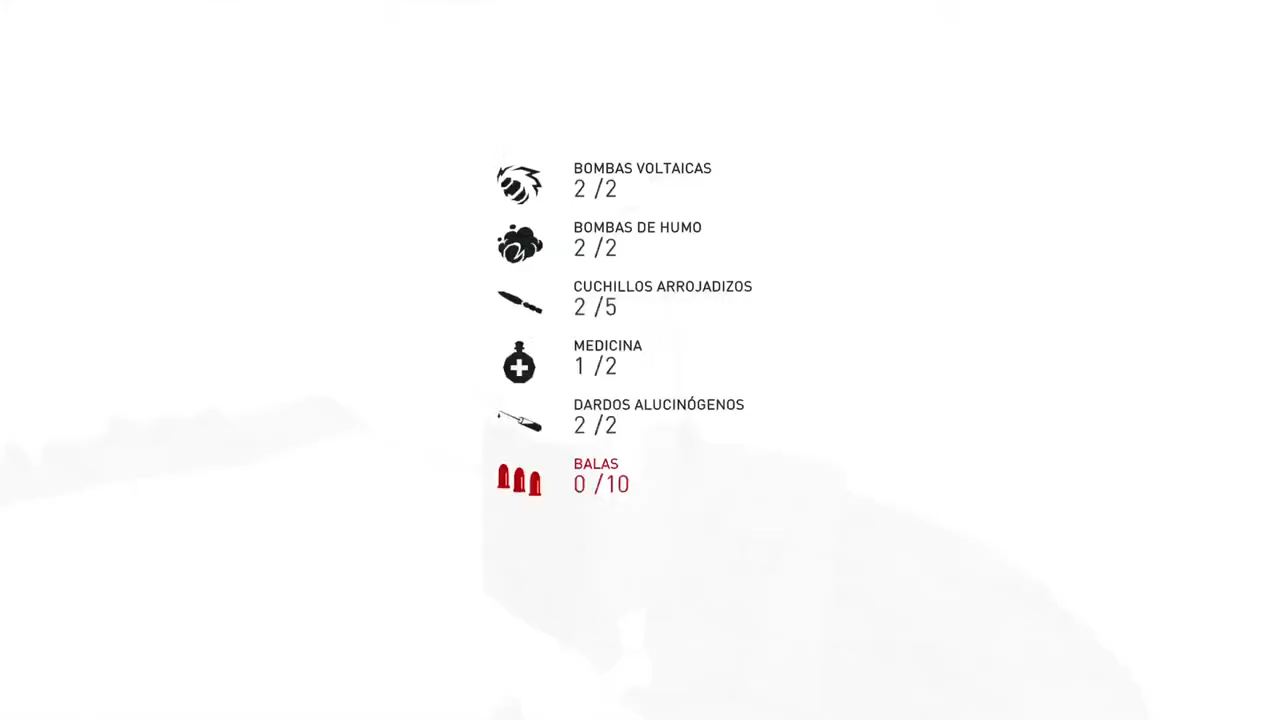 BOMBAS VOLTAICAS
2 /2
BOMBAS DE HUMO
2 /2
CUCHILLOS ARROJADIZOS
2 /5
MEDICINA
1 /2
DARDOS ALUCINÓGENOS
2 /2
BALAS
0 /10